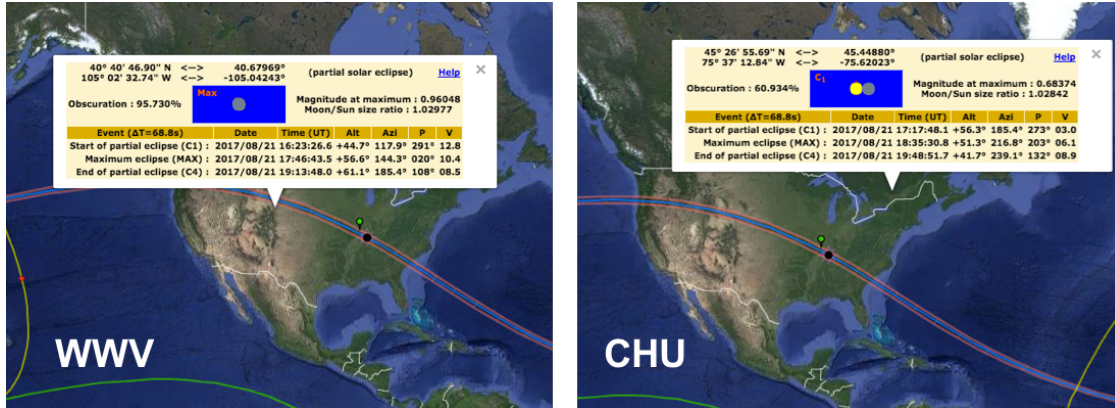 40° 40' 46.90" N <—> 40.67969°
105° 02' 32.74" W <—> -105.04243°
(partial solar eclipse)
Help
×
Obscuration : 95.730%
Max
Magnitude at maximum : 0.96048
Moon/Sun size ratio : 1.02977
Event (ΔT=68.8s) Date Time (UT) Alt Azi P V
Start of partial eclipse (C1) : 2017/08/21 16:23:26.6 +44.7° 117.9° 291° 12.8
Maximum eclipse (MAX) : 2017/08/21 17:46:43.5 +56.6° 144.3° 020° 10.4
End of partial eclipse (C4) : 2017/08/21 19:13:48.0 +61.1° 185.4° 108° 08.5
WWV
45° 26' 55.69" N <—> 45.44880°
75° 37' 12.84" W <—> -75.62023°
(partial solar eclipse)
Help
×
Obscuration : 60.934%
C1
Magnitude at maximum : 0.68374
Moon/Sun size ratio : 1.02842
Event (ΔT=68.8s) Date Time (UT) Alt Azi P V
Start of partial eclipse (C1) : 2017/08/21 17:17:48.1 +56.3° 185.4° 273° 03.0
Maximum eclipse (MAX) : 2017/08/21 18:35:30.8 +51.3° 216.8° 203° 06.1
End of partial eclipse (C4) : 2017/08/21 19:48:51.7 +41.7° 239.1° 132° 08.9
CHU